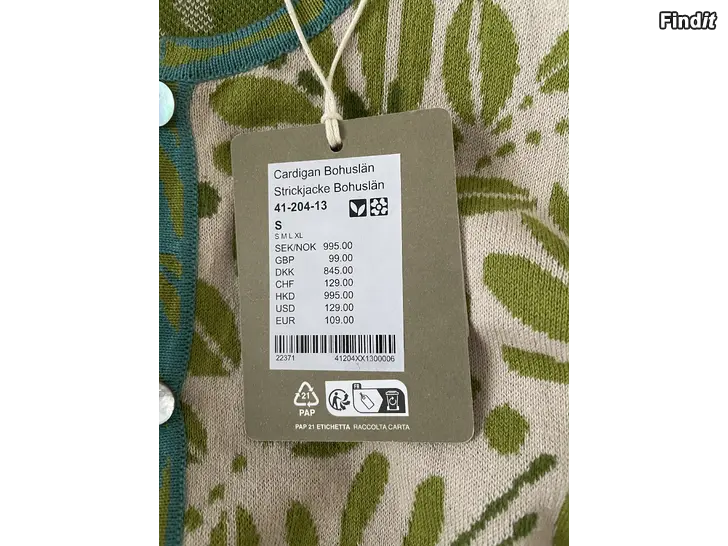 Findit
Cardigan Bohuslän
Strickjacke Bohuslän
41-204-13
S
S M L XL
SEK/NOK 995.00
GBP 99.00
DKK 845.00
CHF 129.00
HKD 995.00
USD 129.00
EUR 109.00
22371 41204XX1300006
21
PAP
FR
PAP 21 ETICHETTA RACCOLTA CARTA